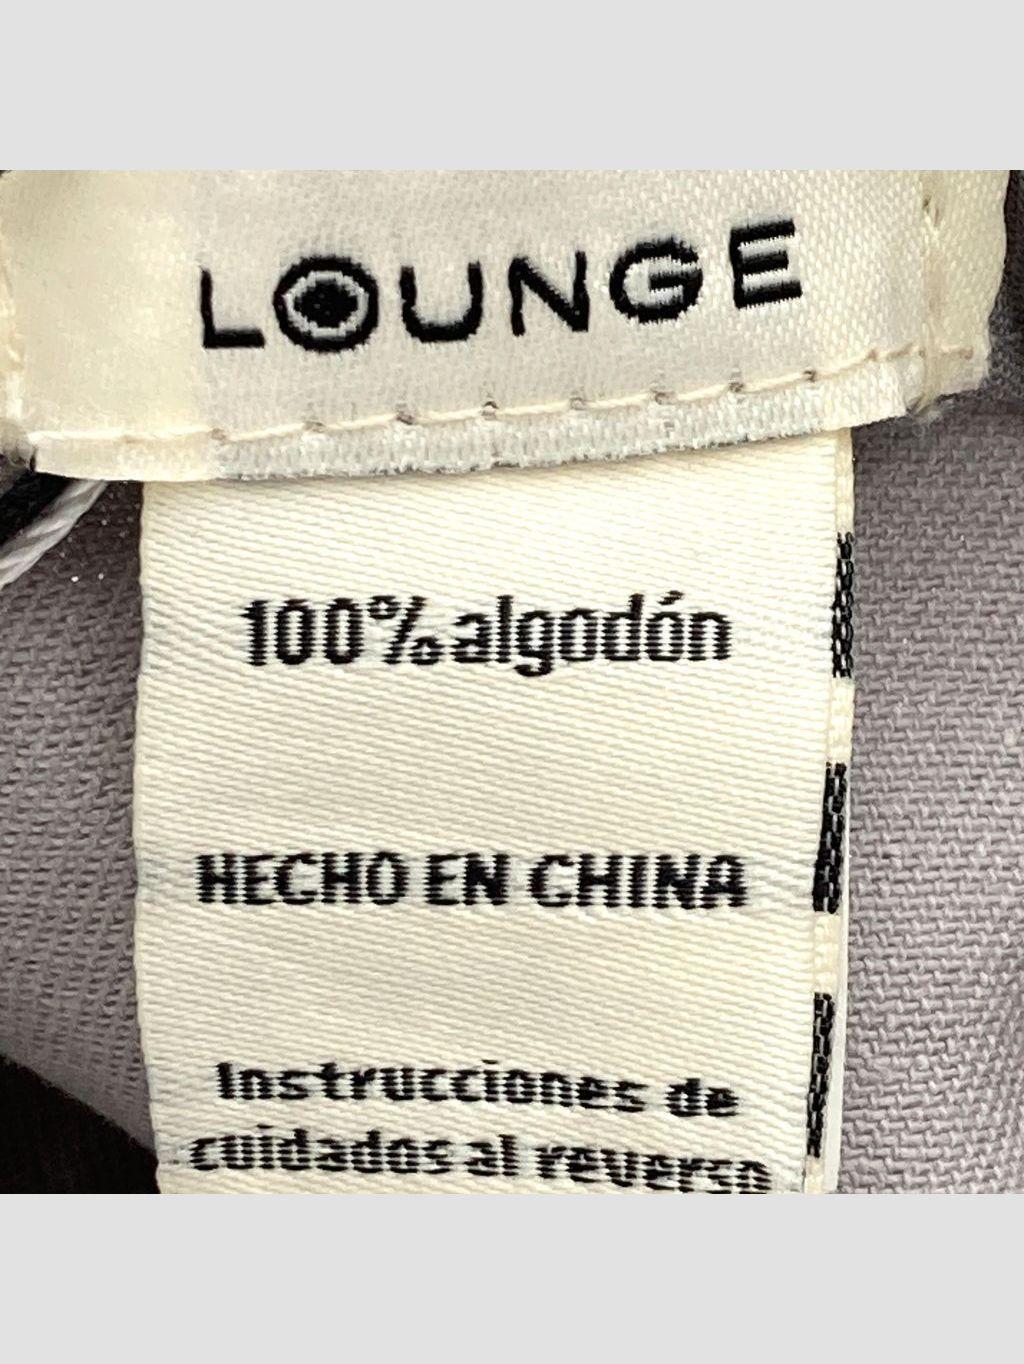 LOUNGE
100% algodón
HECHO EN CHINA
Instrucciones de
cuidados al reverso